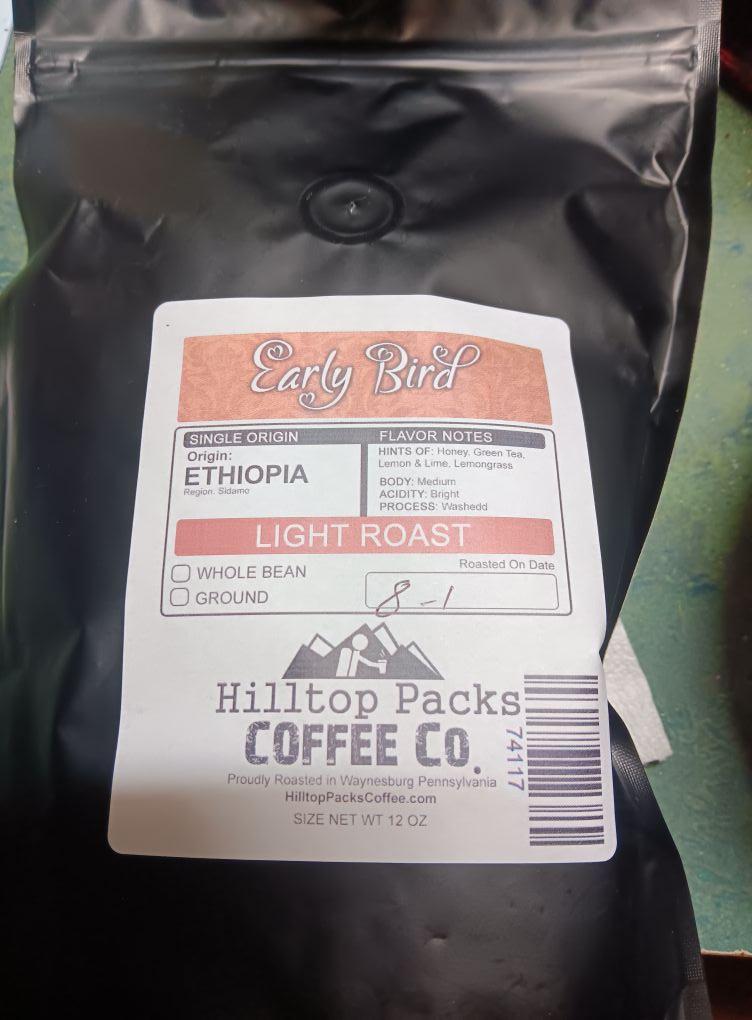 Early Bird
SINGLE ORIGIN
Origin:
ETHIOPIA
Region. Sidamo
FLAVOR NOTES
HINTS OF: Honey, Green Tea,
Lemon & Lime, Lemongrass
BODY: Medium
ACIDITY: Bright
PROCESS: Washedd
LIGHT ROAST
WHOLE BEAN
GROUND
Roasted On Date
8-1
Hilltop Packs
COFFEE CO.
Proudly Roasted in Waynesburg Pennsylvania
HilltopPacksCoffee.com
SIZE NET WT 12 OZ
74117